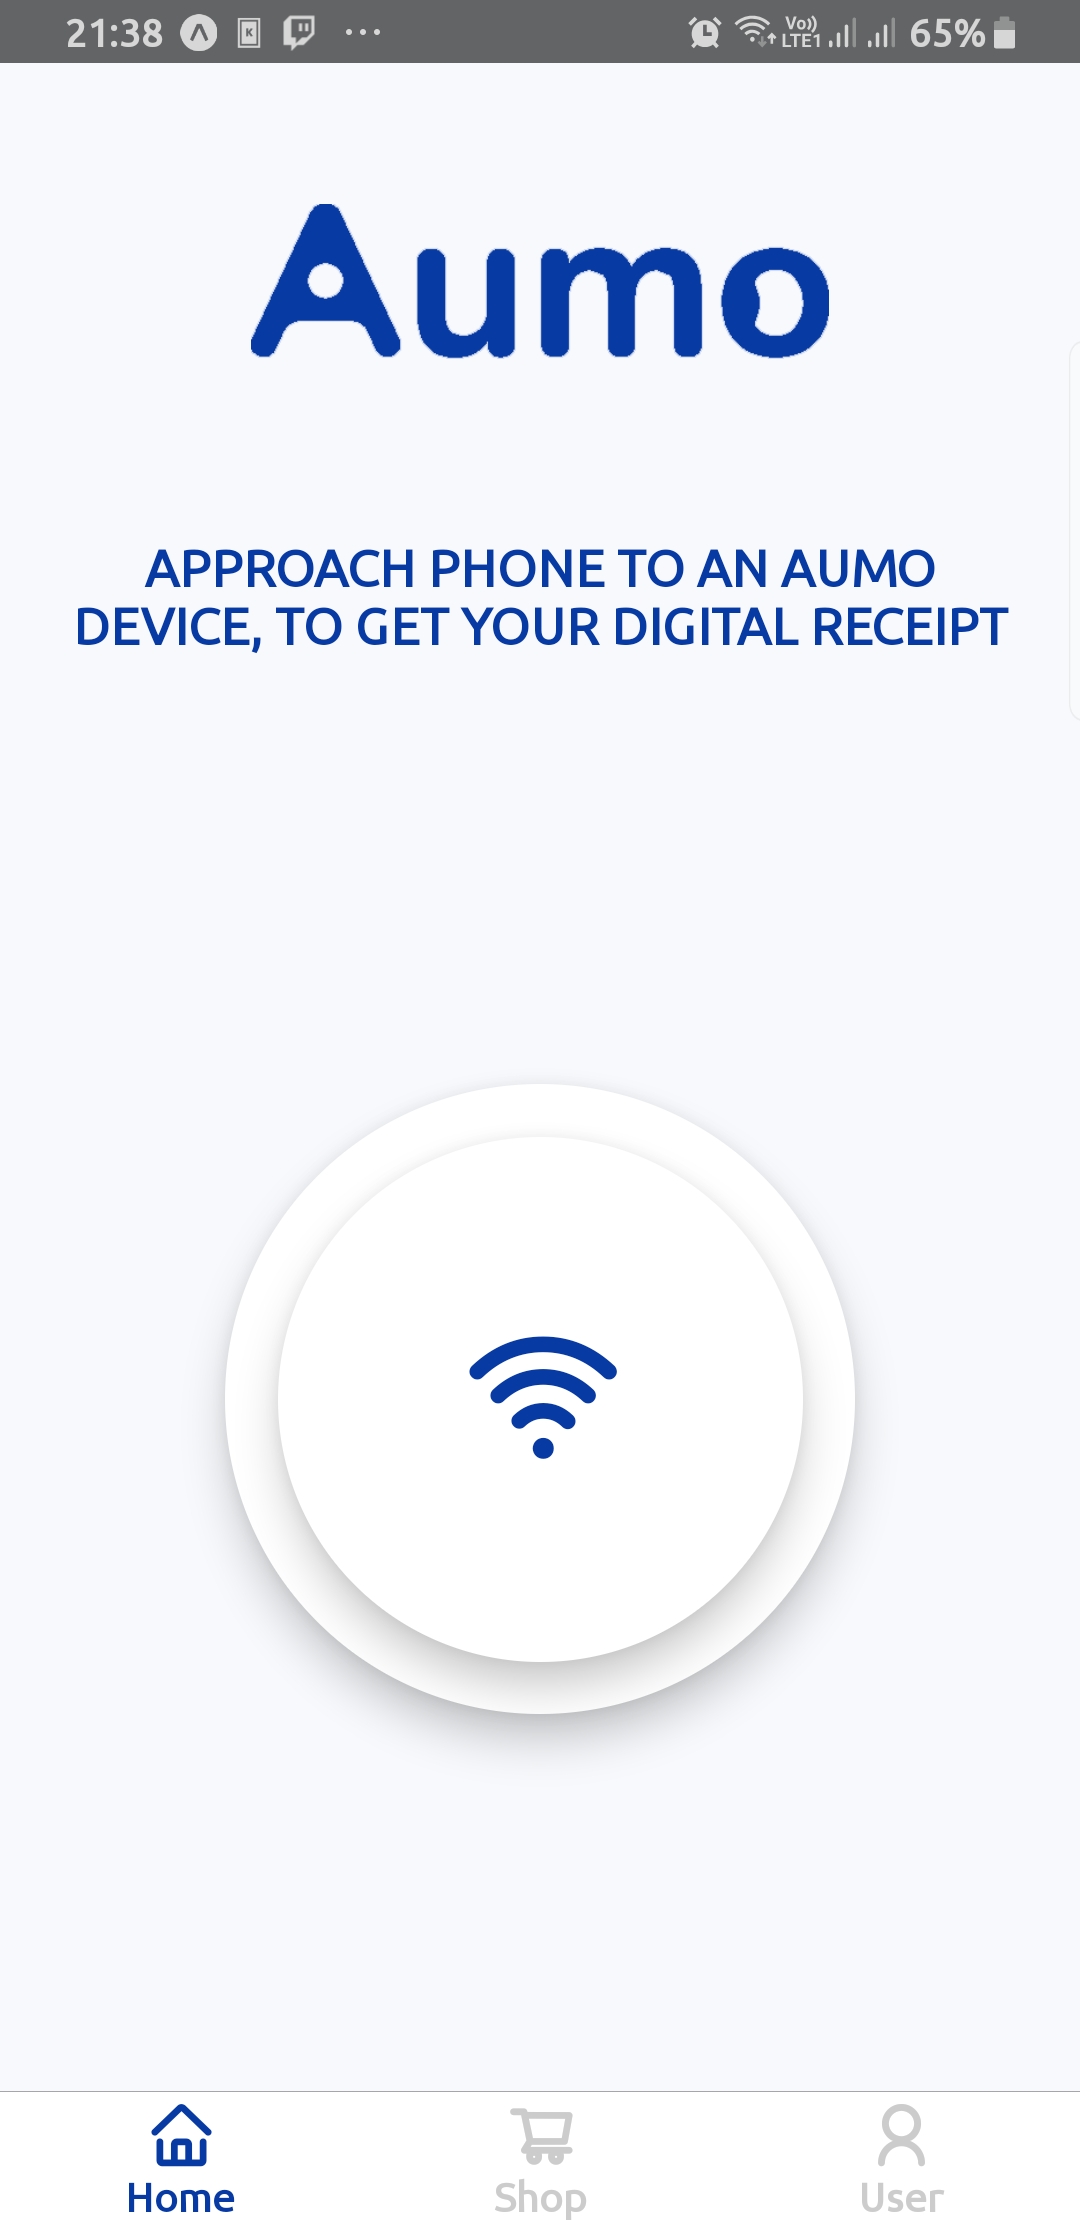 21:38
K
Vo))
LTE1
65%
Aumo
APPROACH PHONE TO AN AUMO
DEVICE, TO GET YOUR DIGITAL RECEIPT
Home
Shop
User